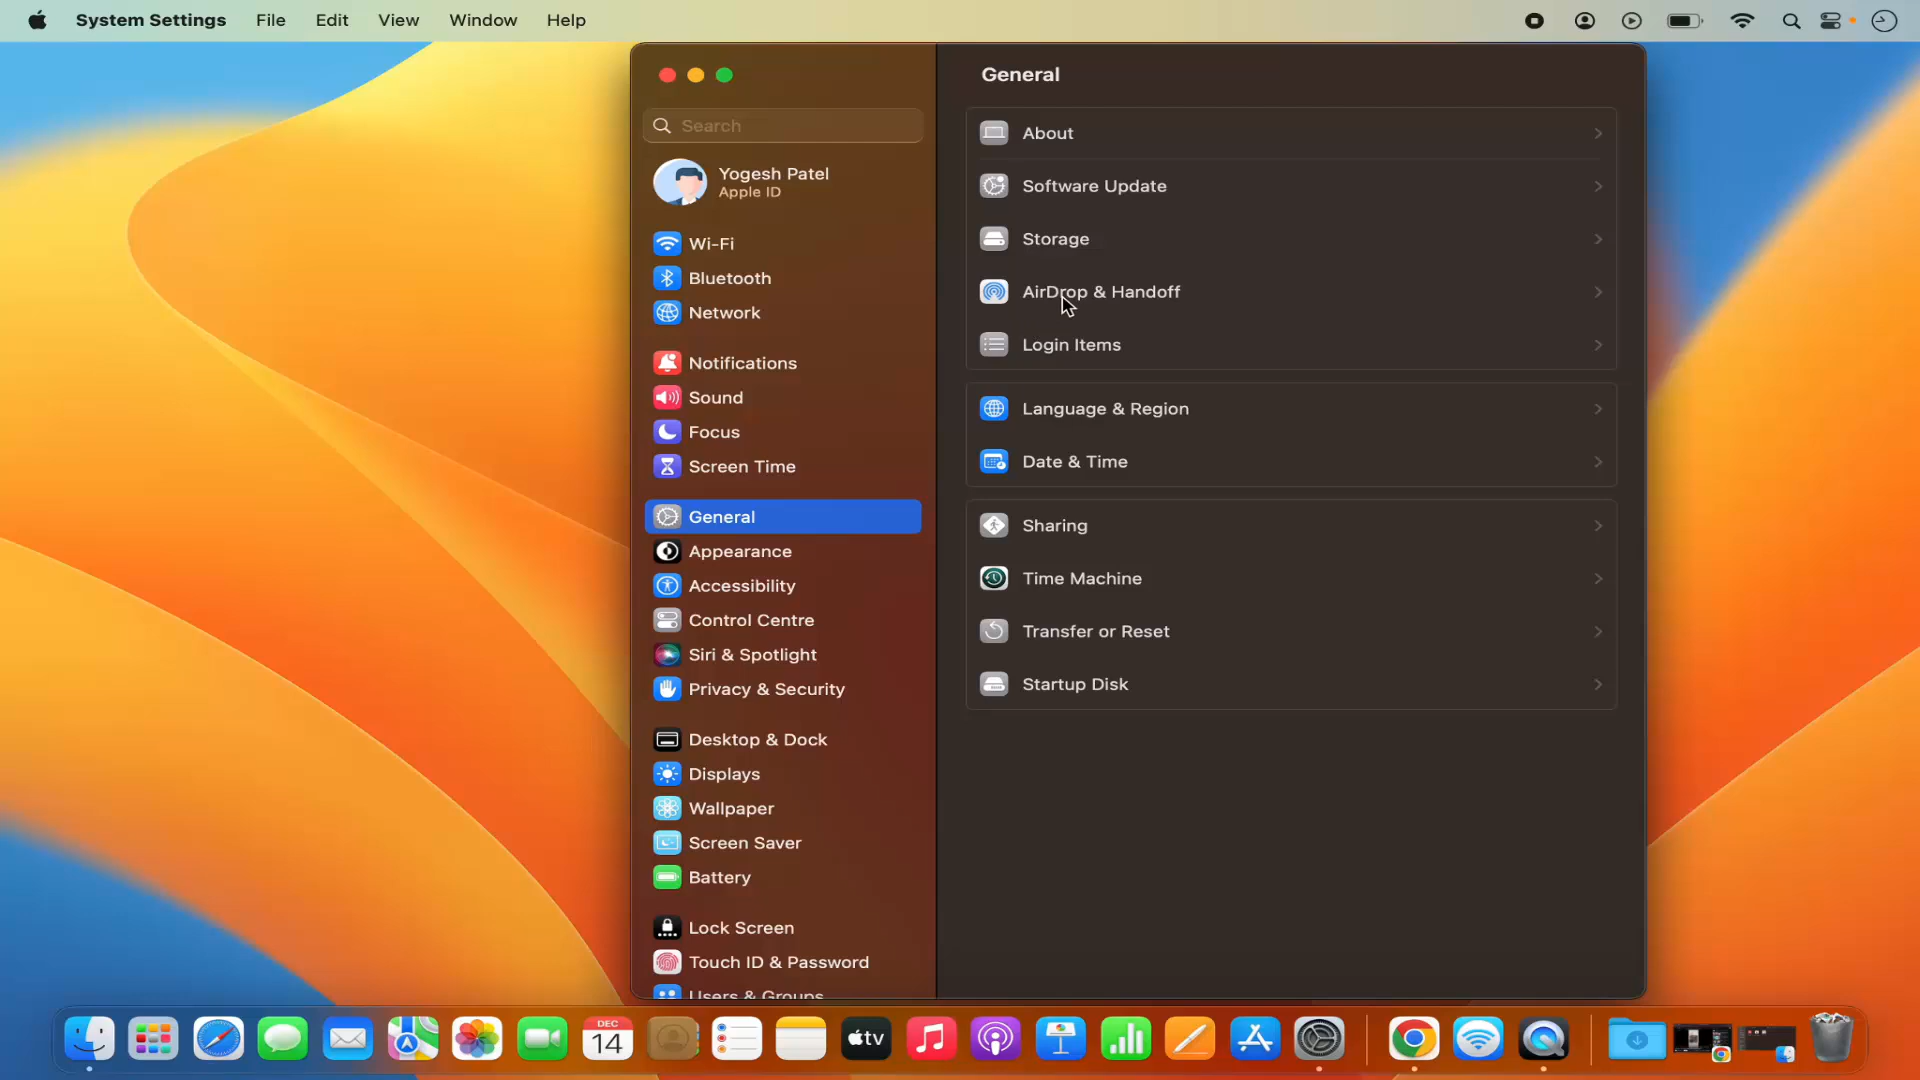 System Settings File Edit View Window Help
General
Search
Yogesh Patel
Apple ID
Wi-Fi
Bluetooth
Network
Notifications
Sound
Focus
Screen Time
General
Appearance
Accessibility
Control Centre
Siri & Spotlight
Privacy & Security
Desktop & Dock
Displays
Wallpaper
Screen Saver
Battery
Lock Screen
Touch ID & Password
Users & Groups
About
Software Update
Storage
AirDrop & Handoff
Login Items
Language & Region
Date & Time
Sharing
Time Machine
Transfer or Reset
Startup Disk
DEC
14
tv